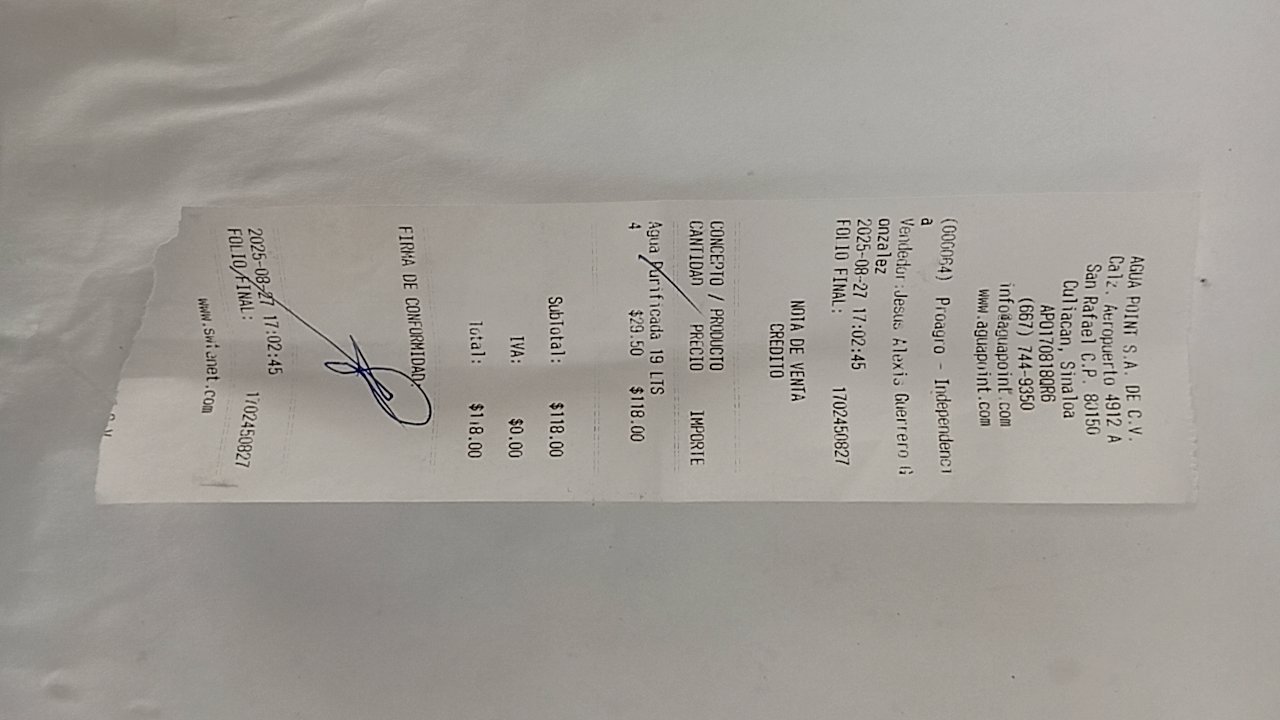 AGUA POINT S.A. DE C.V.
Calz. Aeropuerto 4912 A
San Rafael C.P. 80150
Culiacan, Sinaloa
APO170818QR6
(667) 744-9350
info@aguapoint.com
www.aguapoint.com
(000064) Proagro - Independenci
a
Vendedor:Jesus Alexis Guerrero G
onzalez
2025-08-27 17:02:45
FOLIO FINAL: 1702450827
NOTA DE VENTA
CREDITO
CONCEPTO / PRODUCTO
CANTIDAD PRECIO IMPORTE
Agua Purificada 19 LTS
4 $29.50 $118.00
SubTotal: $118.00
IVA: $0.00
Total: $118.00
FIRMA DE CONFORMIDAD
2025-08-27 17:02:45
FOLIO FINAL: 1702450827
www.swianet.com